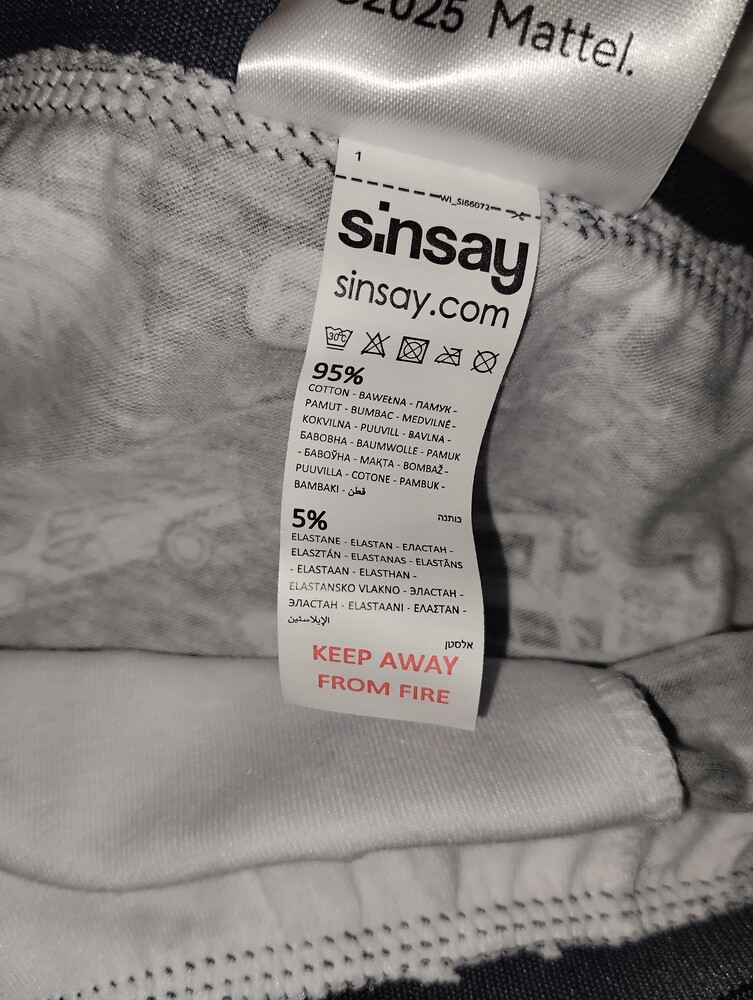 ©2025 Mattel.
1
WI_SI66072
sinsay
sinsay.com
30°C
95%
COTTON - BAWEŁNA - ПАМУК -
PAMUT - BUMBAC - MEDVILNĖ -
KOKVILNA - PUUVILL - BAVLNA -
БАВОВНА - BAUMWOLLE - PAMUK
- БАВОЎНА - МАҚТА - BOMBAŽ -
PUUVILLA - COTONE - PAMBUK -
BAMBAKI - قطن
כותנה
5%
ELASTANE - ELASTAN - ЕЛАСТАН -
ELASZTÁN - ELASTANAS - ELASTĀNS
- ELASTAAN - ELASTHAN -
ELASTANSKO VLAKNO - ЭЛАСТАН -
ЭЛАСТАН - ELASTAANI - ΕΛΑΣΤΑΝ -
الإيلاستين
אלסטן
KEEP AWAY
FROM FIRE